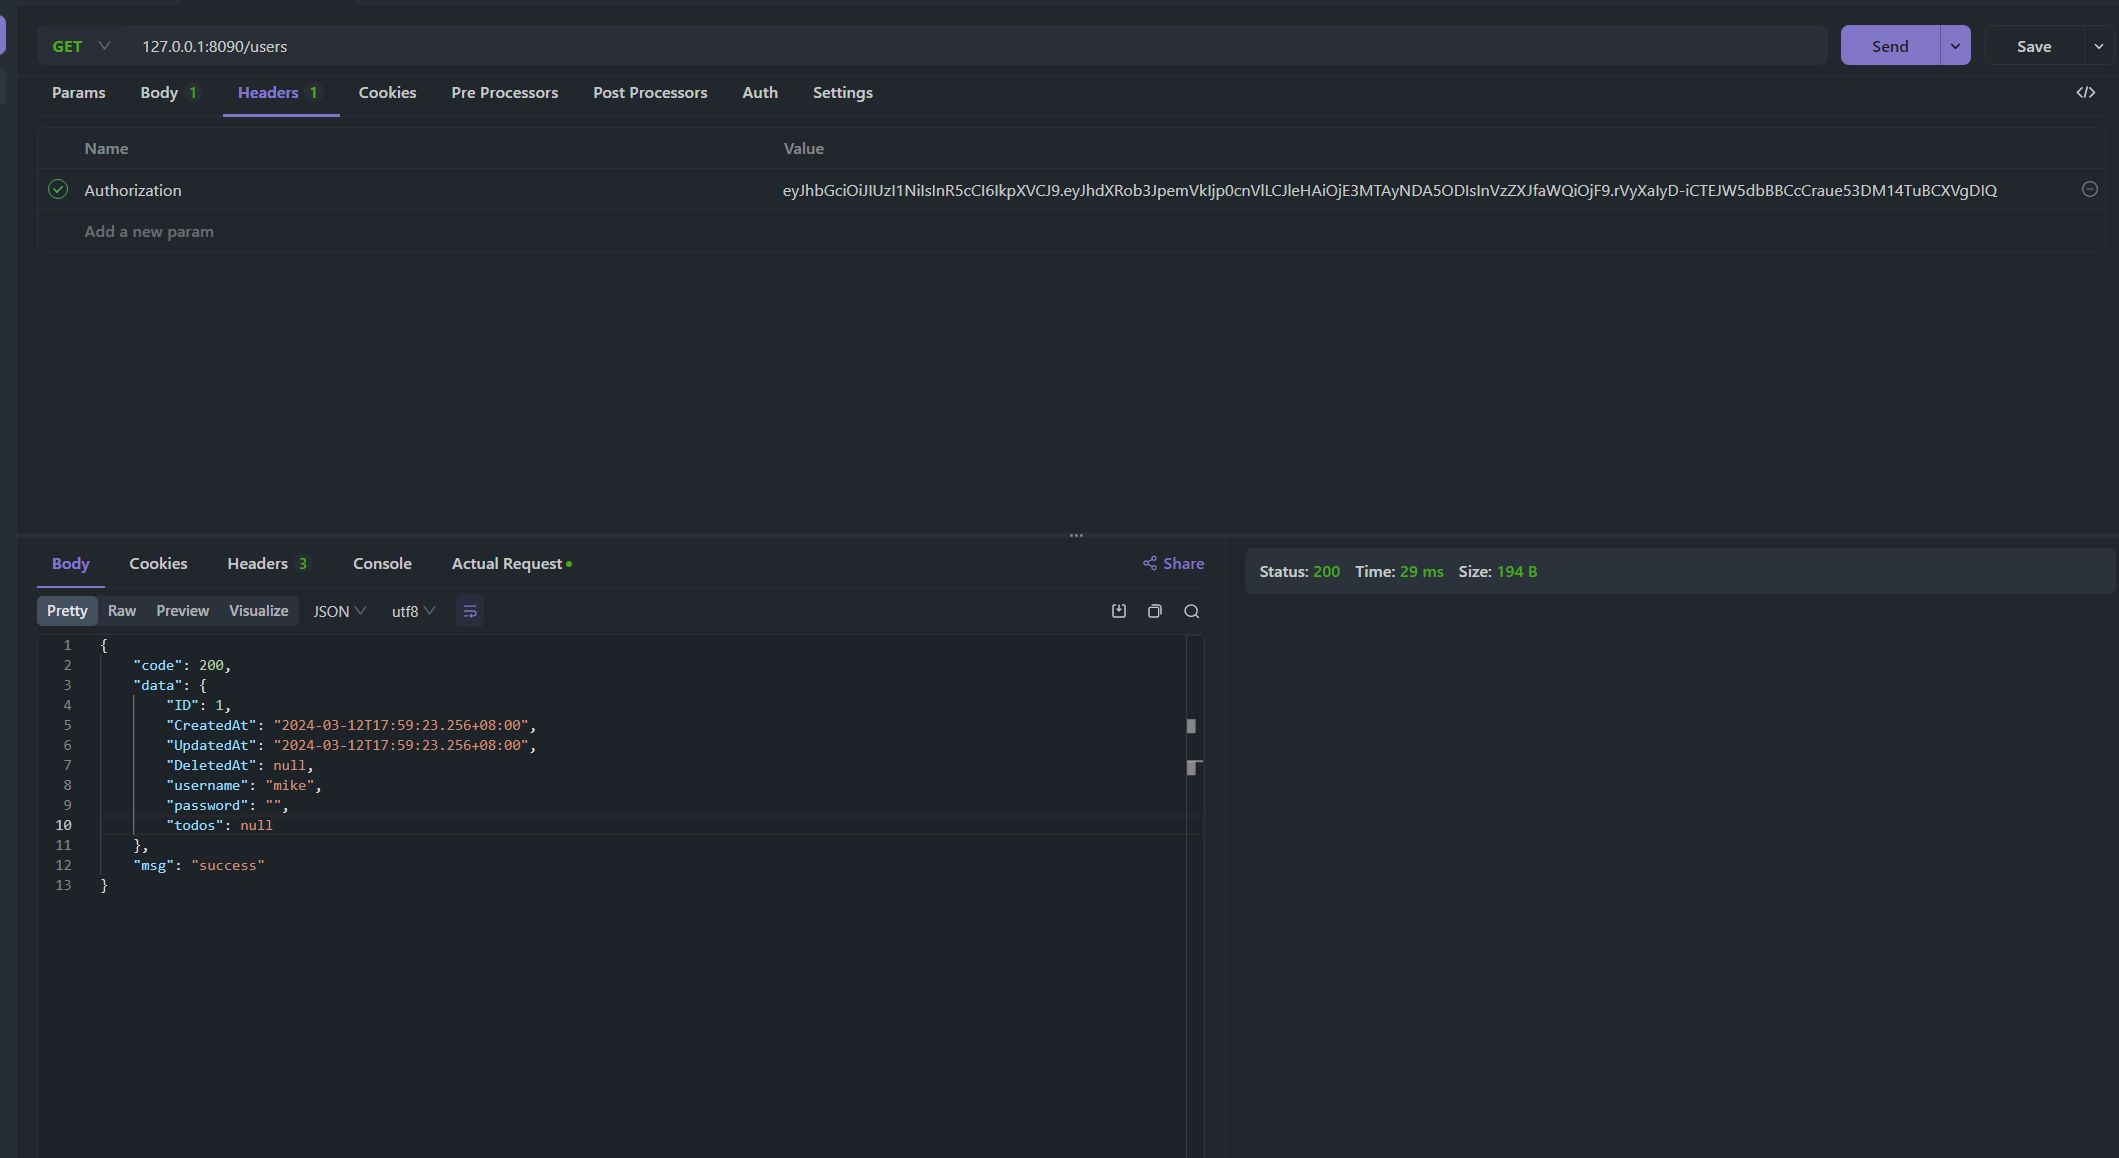 GET 127.0.0.1:8090/users Send Save
Params Body 1 Headers 1 Cookies Pre Processors Post Processors Auth Settings </>
Name Value
Authorization eyJhbGciOiJIUzI1NiIsInR5cCI6IkpXVCJ9.eyJhdXRob3JpemVkIjp0cnVlLCJleHAiOjE3MTAyNDA5ODIsInVzZXJfaWQiOjF9.rVyXaIyD-iCTEJW5dbBBCcCraue53DM14TuBCXVgDIQ
Add a new param
Body Cookies Headers 3 Console Actual Request Share
Status: 200 Time: 29 ms Size: 194 B
Pretty Raw Preview Visualize JSON utf8
1 {
2 "code": 200,
3 "data": {
4 "ID": 1,
5 "CreatedAt": "2024-03-12T17:59:23.256+08:00",
6 "UpdatedAt": "2024-03-12T17:59:23.256+08:00",
7 "DeletedAt": null,
8 "username": "mike",
9 "password": "",
10 "todos": null
11 },
12 "msg": "success"
13 }